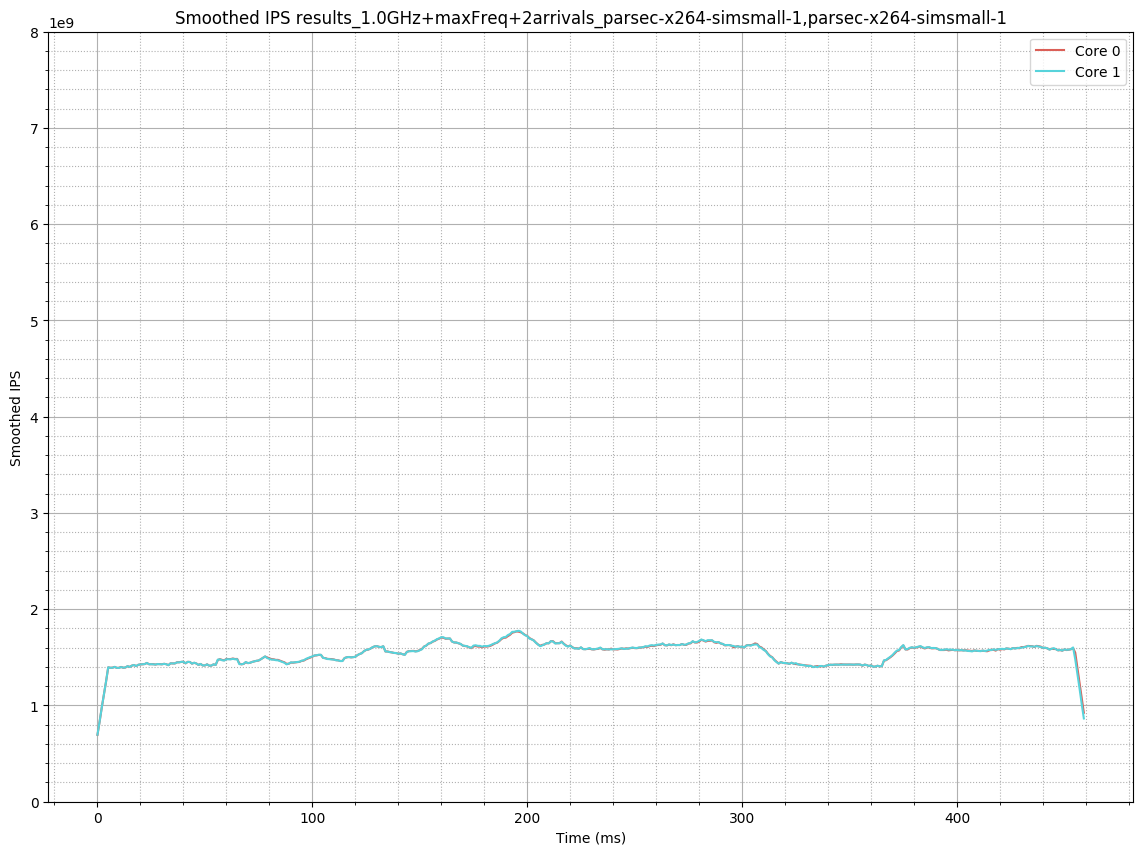 Smoothed IPS results_1.0GHz+maxFreq+2arrivals_parsec-x264-simsmall-1,parsec-x264-simsmall-1
1e9
8
7
6
5
4
3
2
1
0
Smoothed IPS
Core 0
Core 1
0 100 200 300 400
Time (ms)